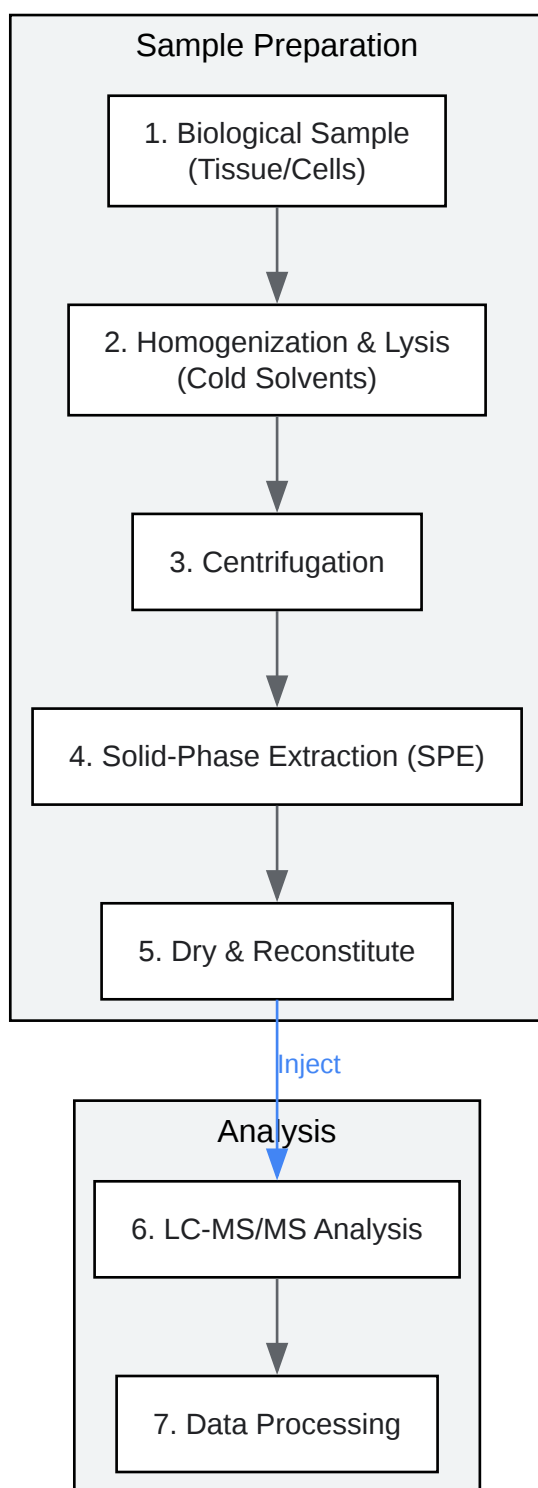 Sample Preparation
1. Biological Sample
(Tissue/Cells)
2. Homogenization & Lysis
(Cold Solvents)
3. Centrifugation
4. Solid-Phase Extraction (SPE)
5. Dry & Reconstitute
Inject
Analysis
6. LC-MS/MS Analysis
7. Data Processing